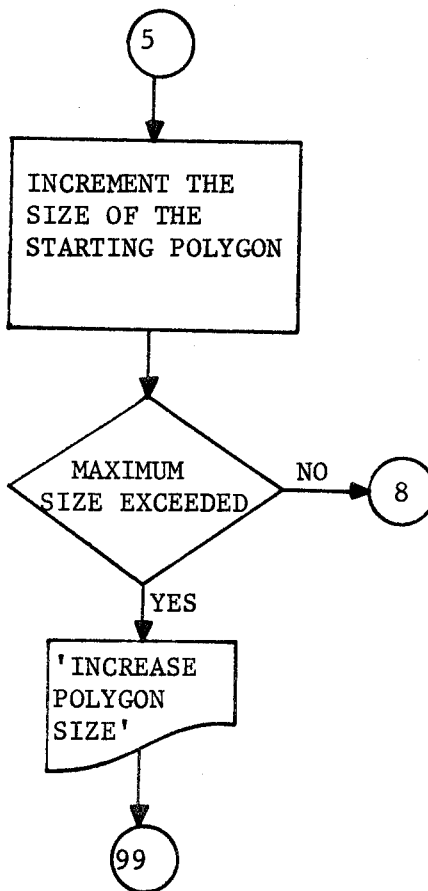 5
INCREMENT THE
SIZE OF THE
STARTING POLYGON
MAXIMUM
SIZE EXCEEDED
NO
8
YES
'INCREASE
POLYGON
SIZE'
99